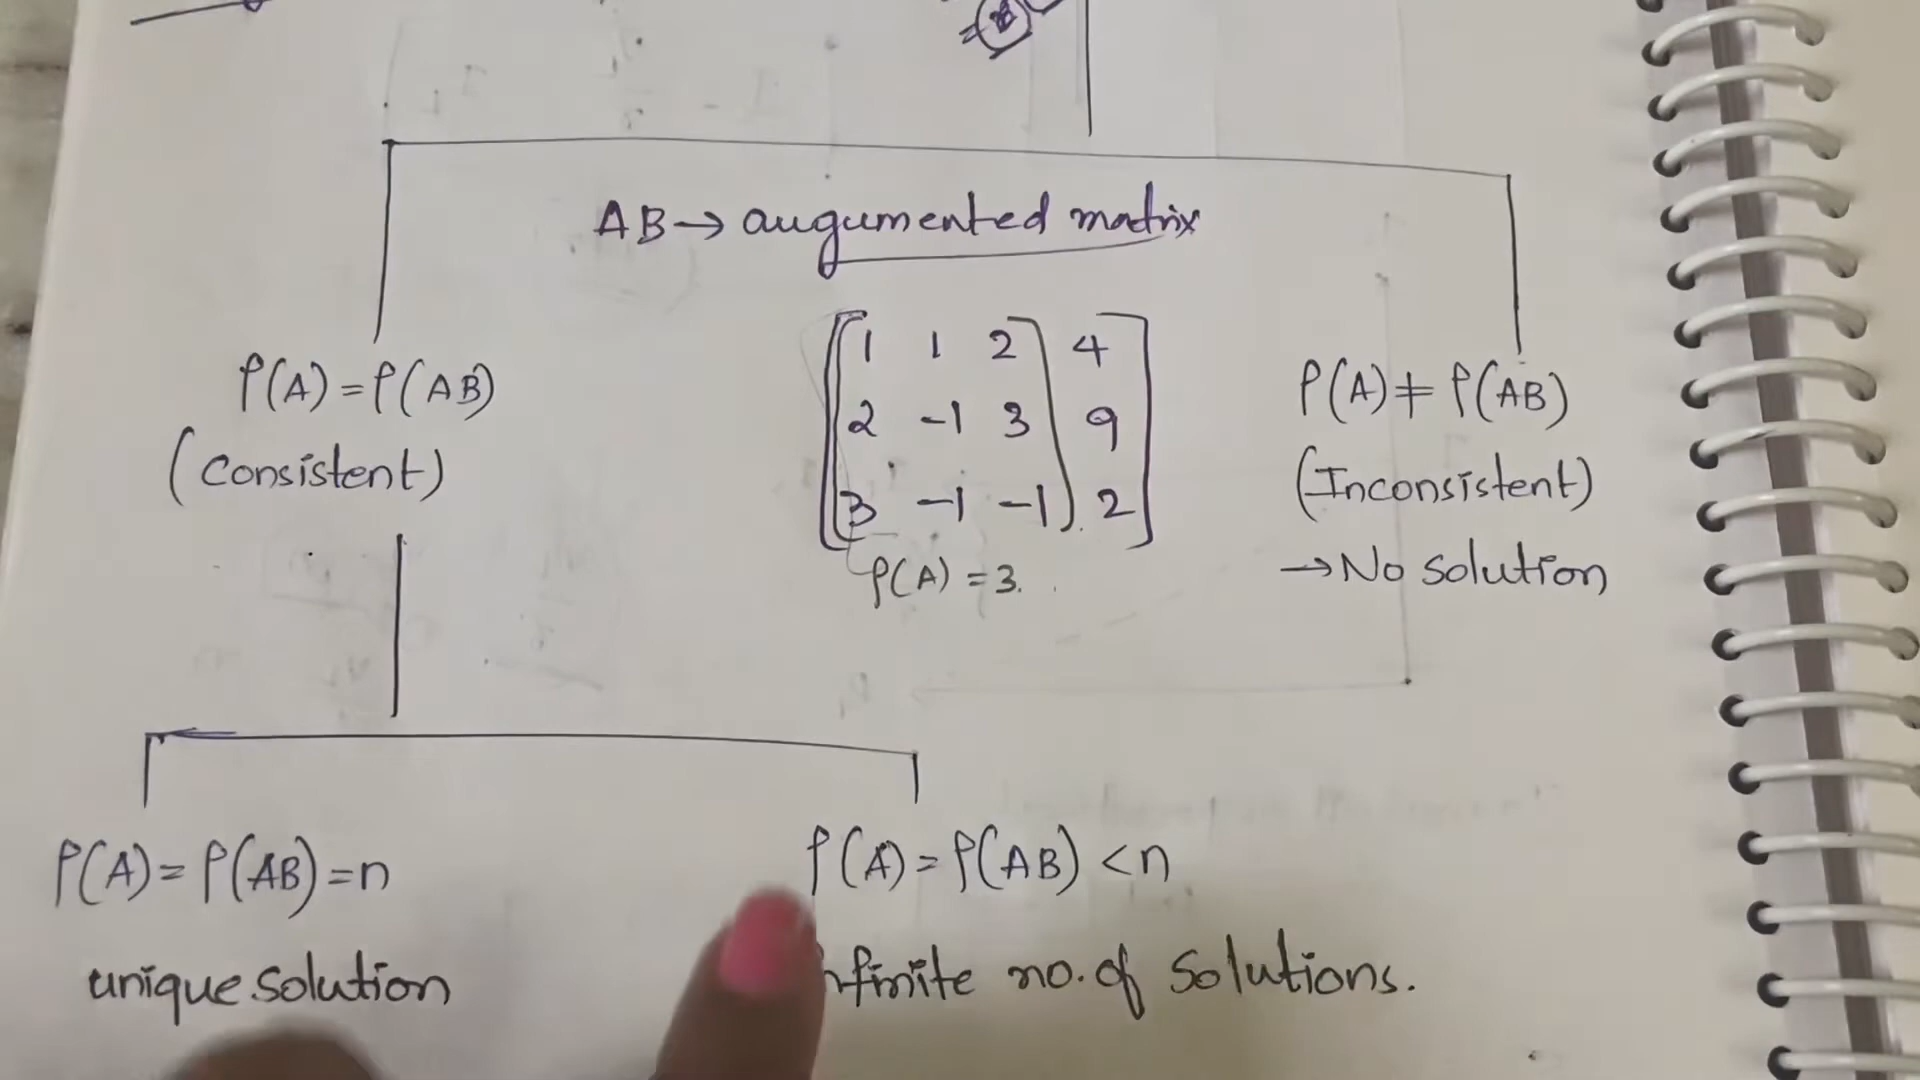 AB → augumented matrix
ρ(A) = ρ(AB)
(Consistent)
1 1 2 4
2 -1 3 9
3 -1 -1 2
ρ(A) = 3.
ρ(A) ≠ ρ(AB)
(Inconsistent)
→ No solution
ρ(A) = ρ(AB) = n
unique solution
ρ(A) = ρ(AB) < n
nfinite no. of Solutions.